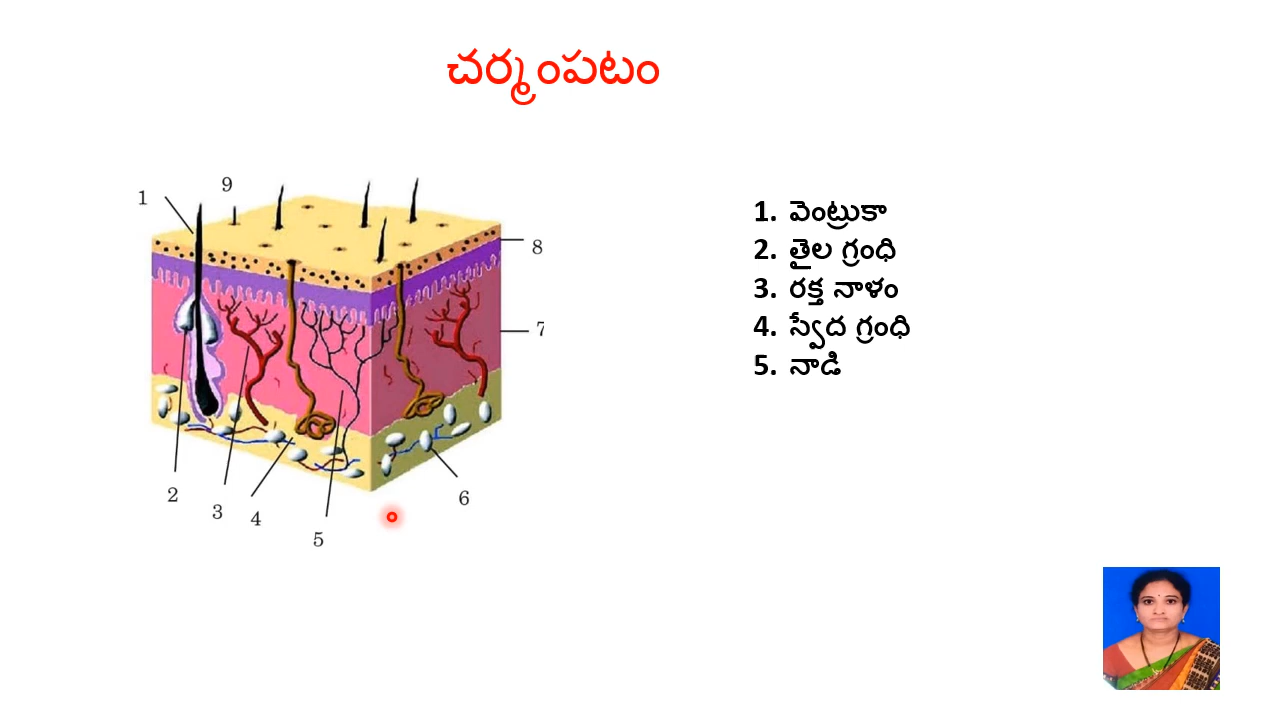 చర్మంపటం
1
9
8
7
2
3
4
5
6
1. వెంట్రుకా
2. తైల గ్రంధి
3. రక్త నాళం
4. స్వేద గ్రంధి
5. నాడి